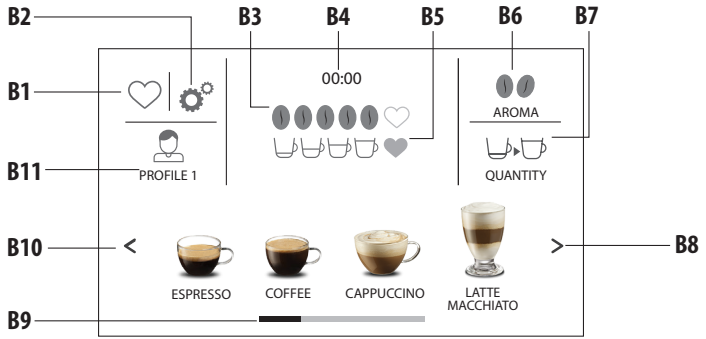 B2
B3
B4
B5
B6
B7
B1
00:00
AROMA
B11
PROFILE 1
QUANTITY
B10
<
>
B8
ESPRESSO
COFFEE
CAPPUCCINO
LATTE
MACCHIATO
B9